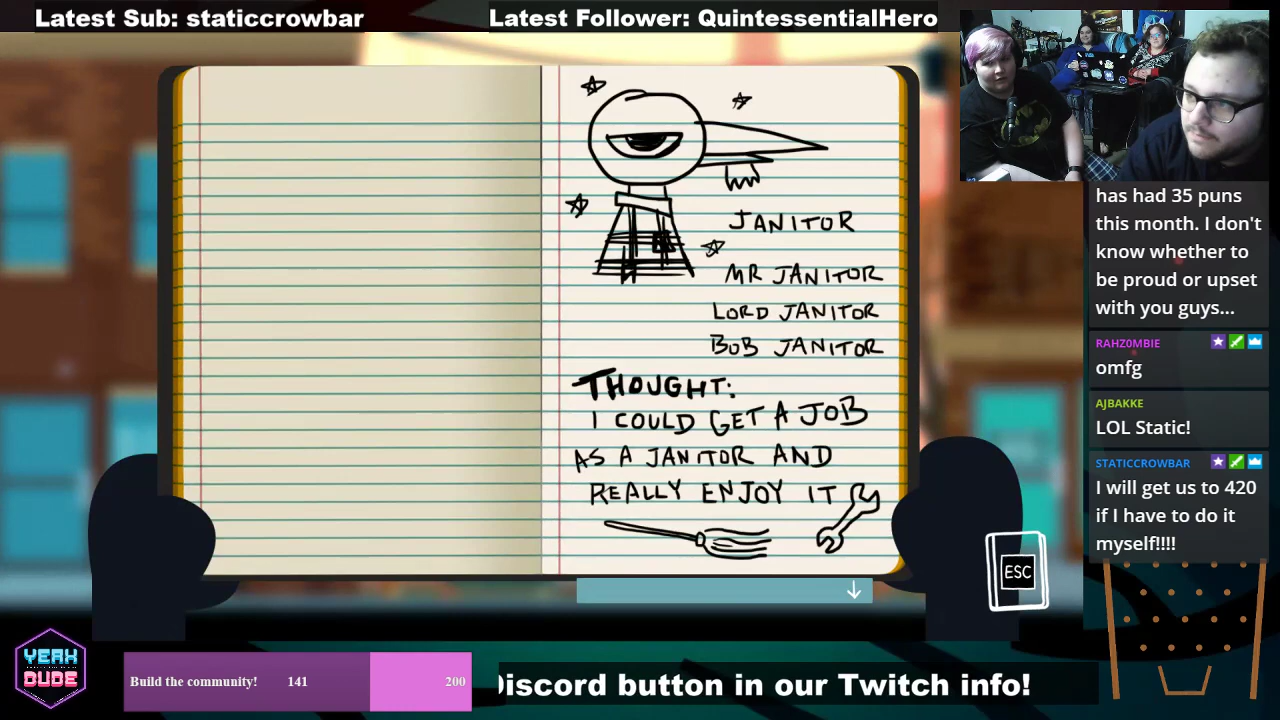 Latest Sub: staticcrowbar
Latest Follower: QuintessentialHero
JANITOR
MR JANITOR
LORD JANITOR
BOB JANITOR
THOUGHT:
I COULD GET A JOB
AS A JANITOR AND
REALLY ENJOY IT
ESC
has had 35 puns
this month. I don't
know whether to
be proud or upset
with you guys...
RAHZ0MBIE
omfg
AJBAKKE
LOL Static!
STATICCROWBAR
I will get us to 420
if I have to do it
myself!!!!
YEAH
DUDE
Build the community! 141 200
Discord button in our Twitch info!